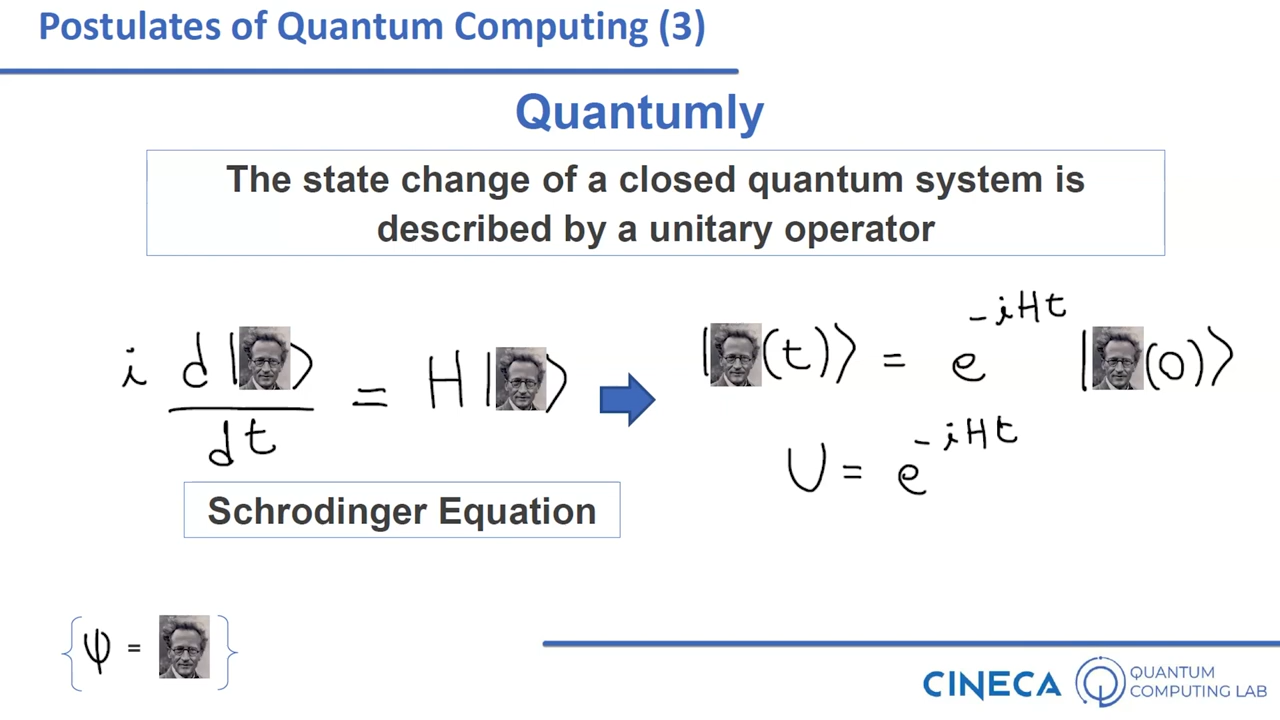 Postulates of Quantum Computing (3)
Quantumly
The state change of a closed quantum system is
described by a unitary operator
i d| ⟩ / dt = H | ⟩
| (t)⟩ = e^{-iHt} | (0)⟩
U = e^{-iHt}
Schrodinger Equation
{ψ = }
CINECA
QUANTUM
COMPUTING LAB